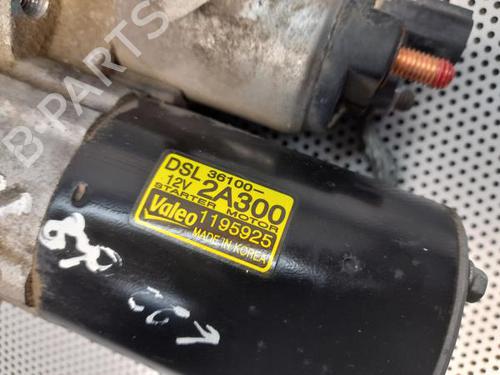 B-PARTS
DSL 36100-
12V 2A300
STARTER MOTOR
Valeo 1195925
MADE IN KOREA